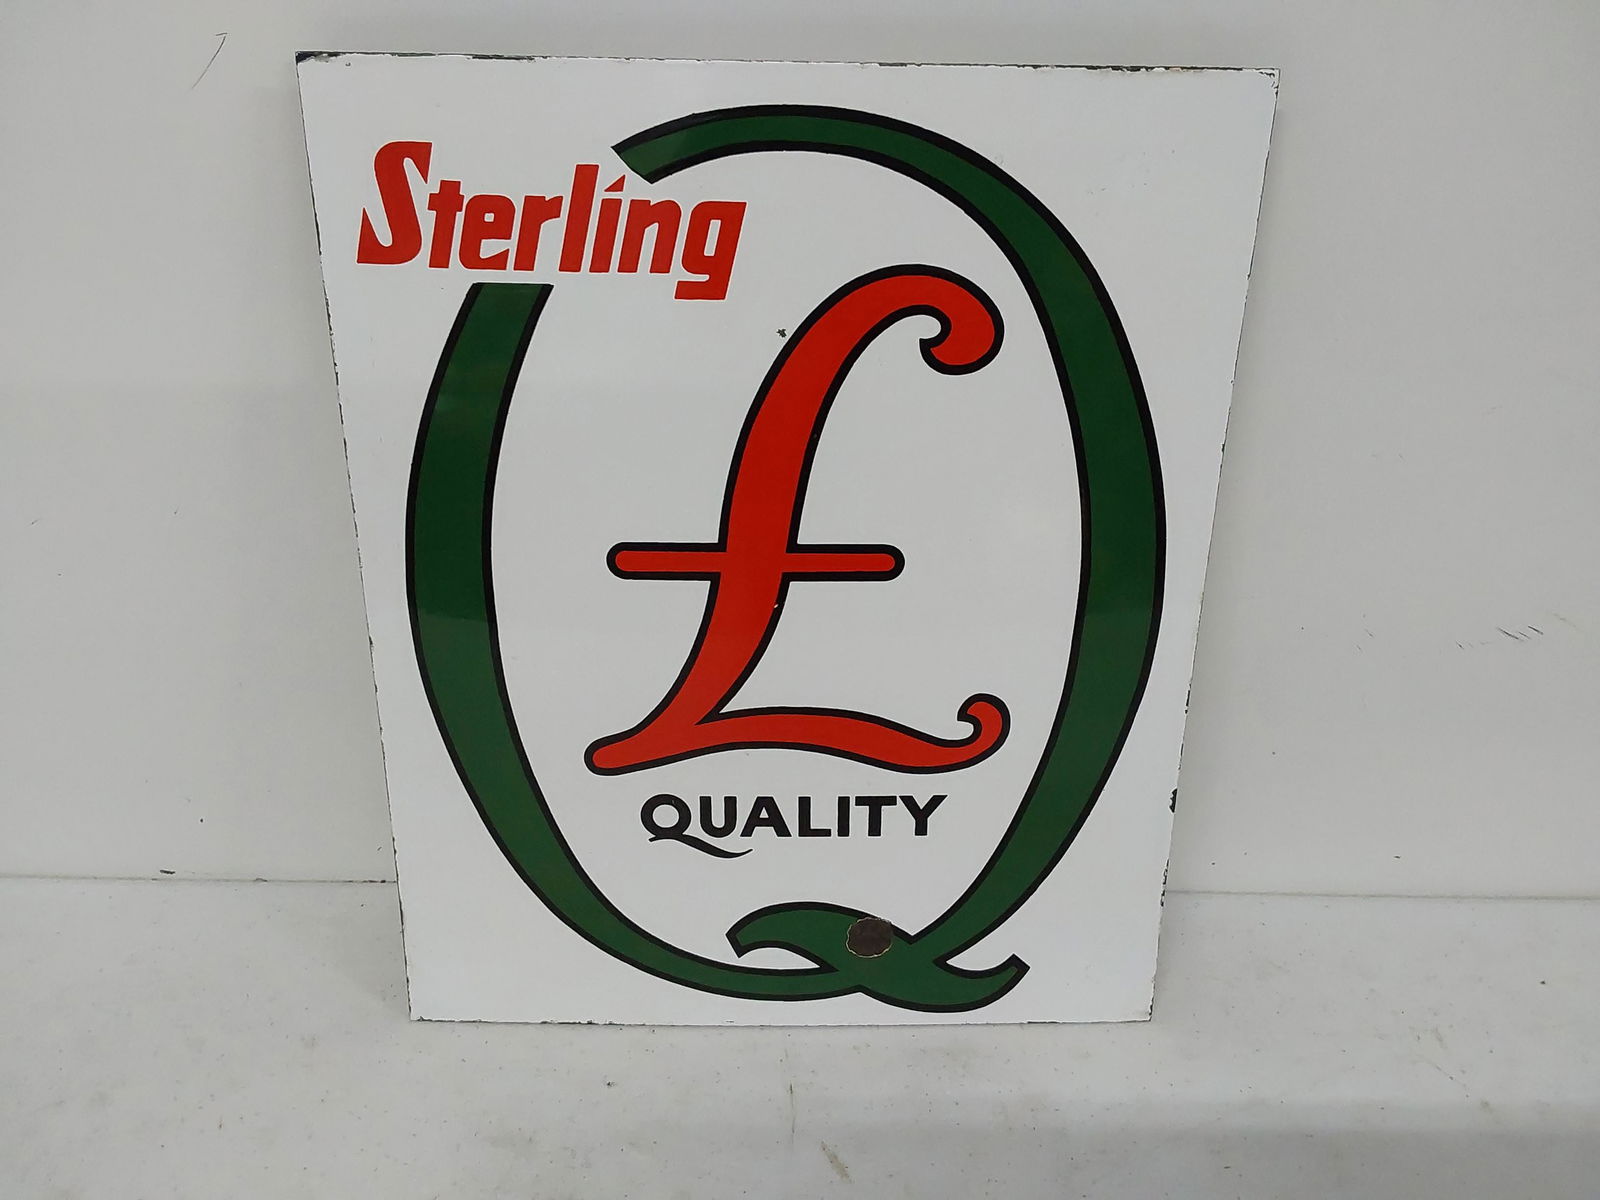 Sterling
£
QUALITY
Q